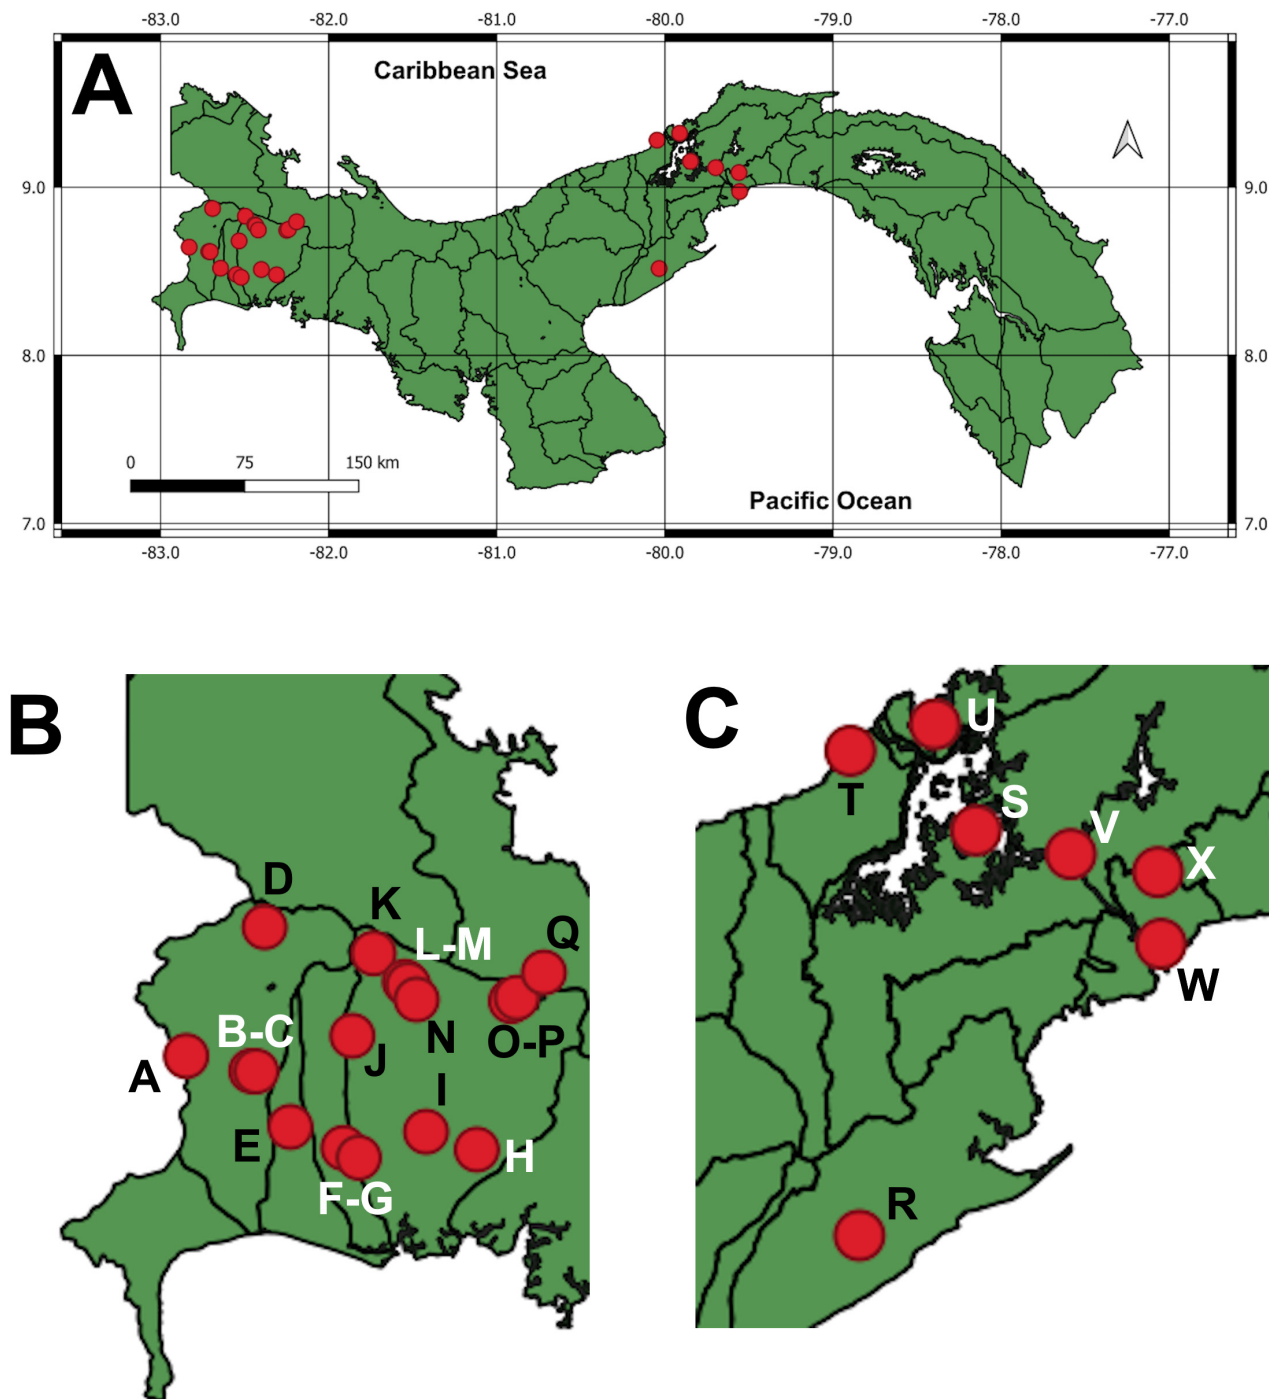 -83.0 -82.0 -81.0 -80.0 -79.0 -78.0 -77.0
A
Caribbean Sea
9.0 9.0
8.0 8.0
0 75 150 km
Pacific Ocean
7.0 7.0
-83.0 -82.0 -81.0 -80.0 -79.0 -78.0 -77.0
B
D
K
L-M
Q
B-C
N
O-P
A
J
I
E
H
F-G
C
U
T
S
V
X
W
R